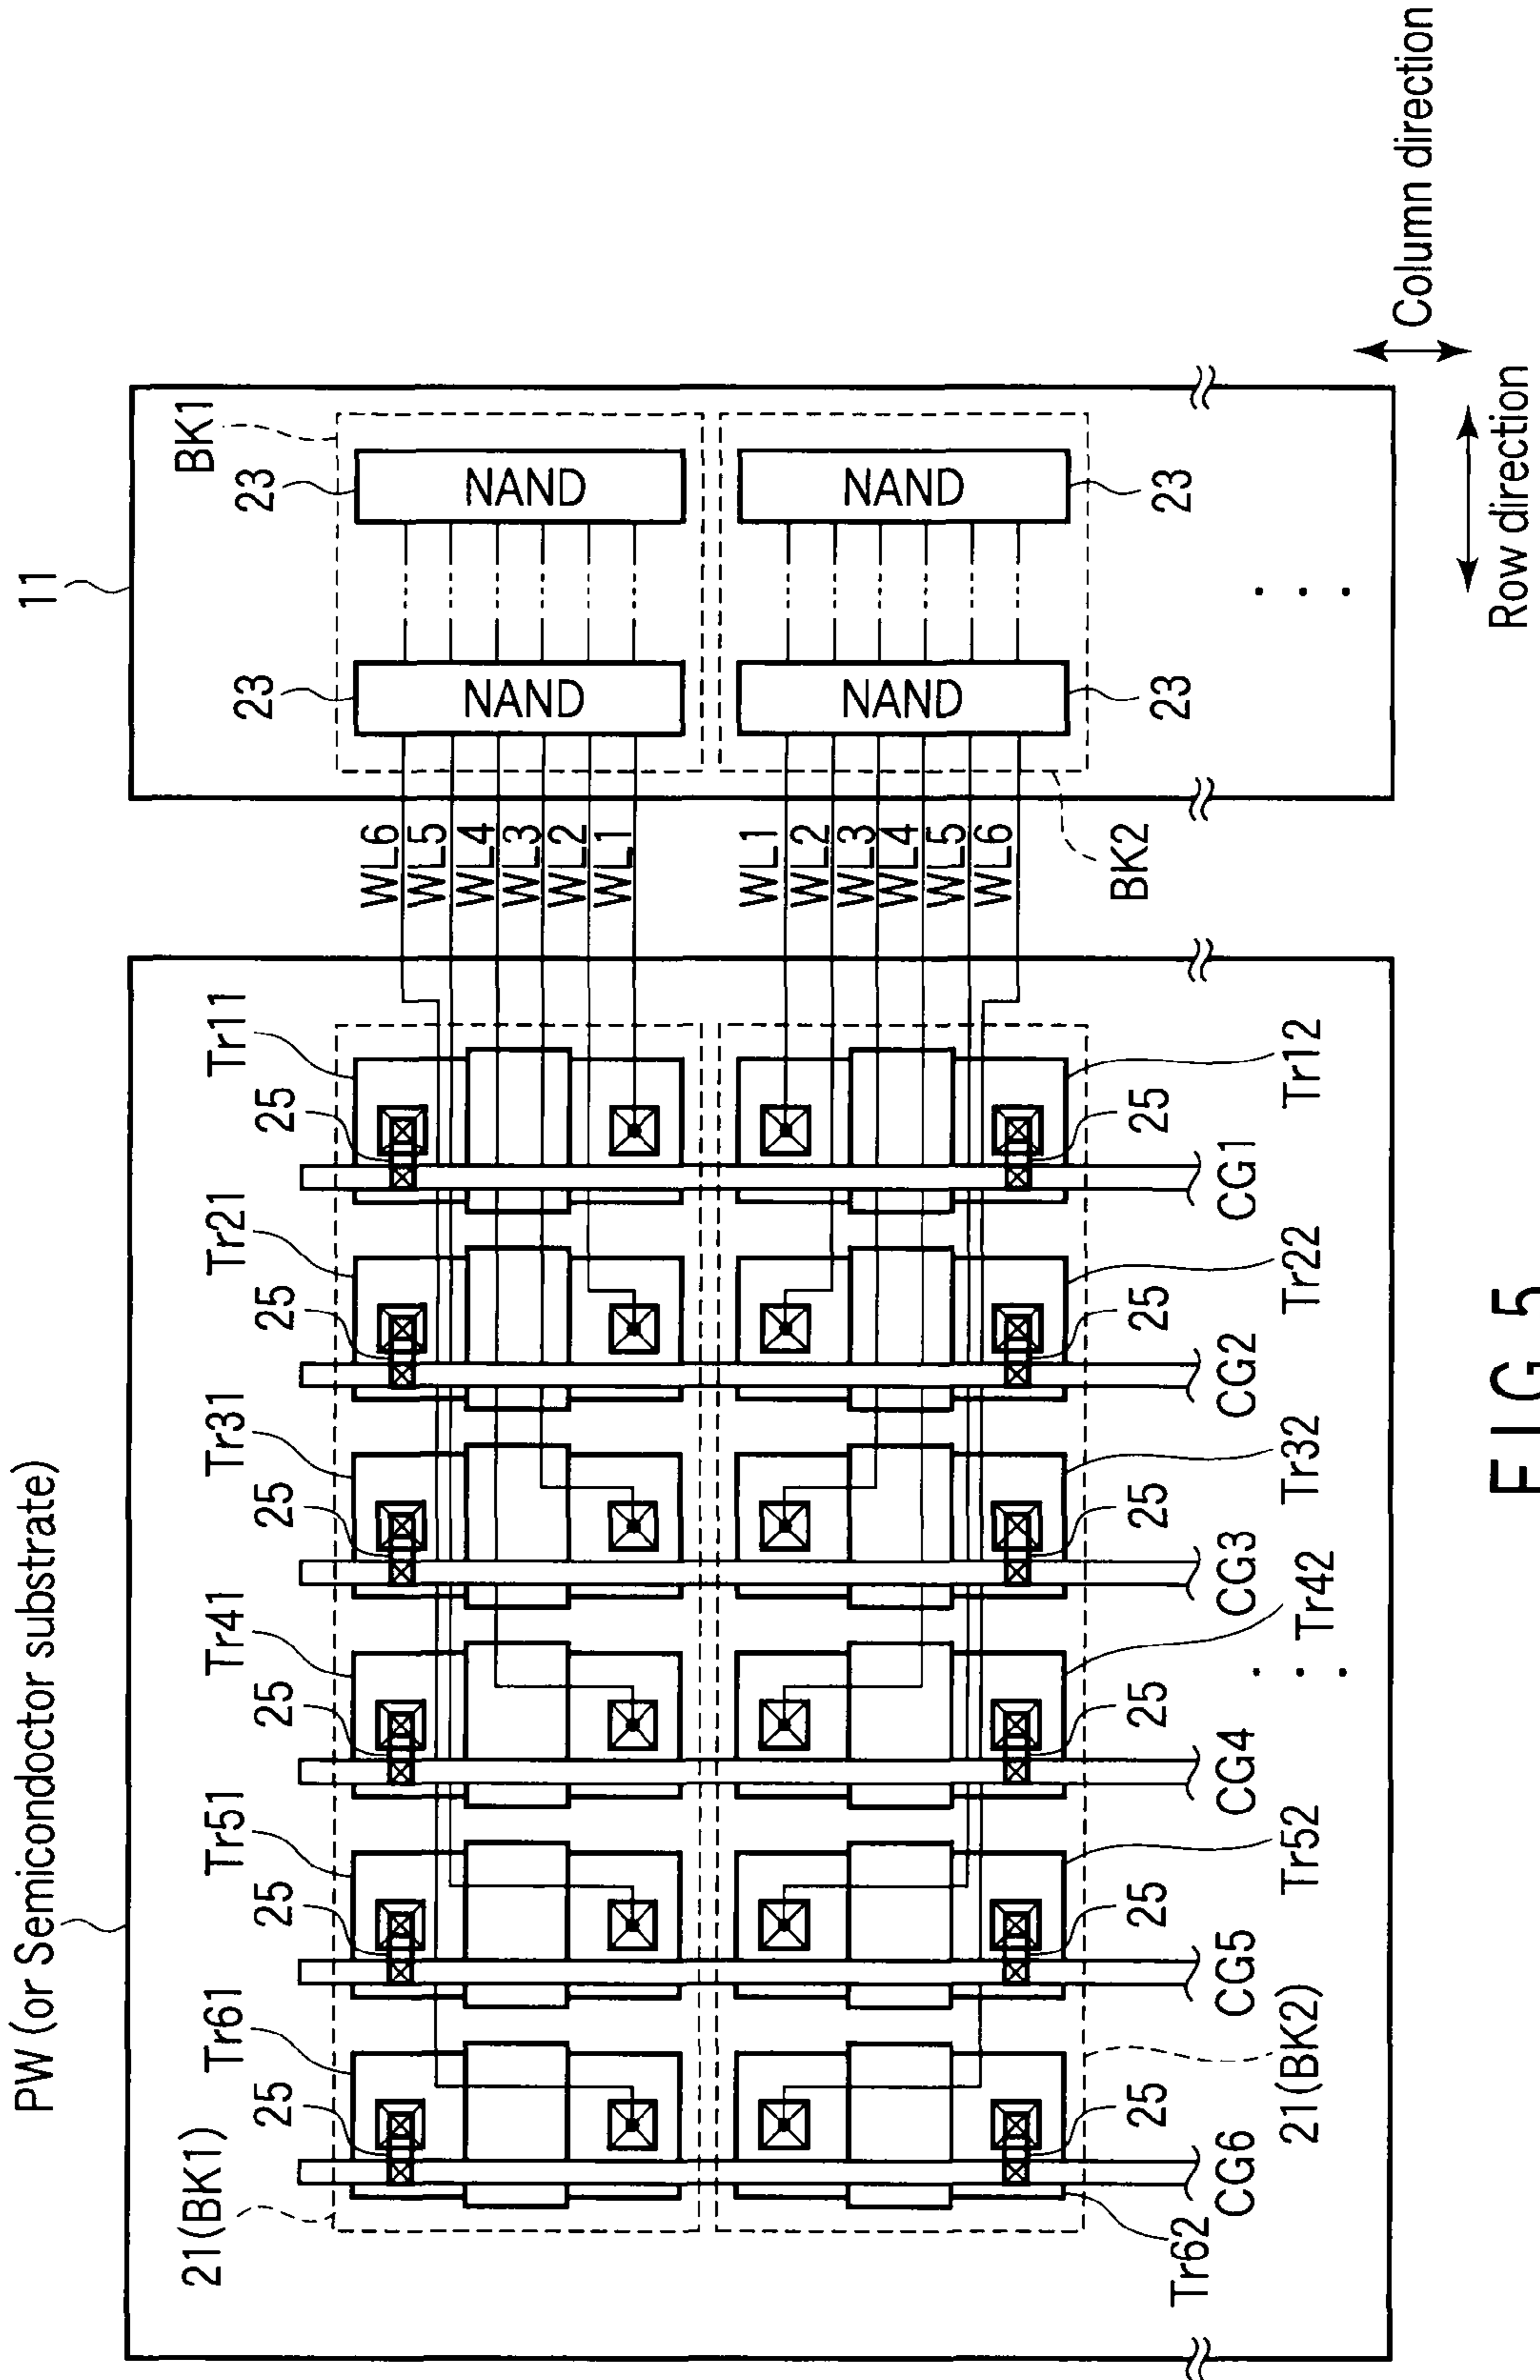 PW (or Semicondoctor substrate)
11
21(BK1)
Tr61
Tr51
Tr41
Tr31
Tr21
Tr11
BK1
25
25
25
25
25
25
23
23
WL6
WL5
WL4
WL3
WL2
WL1
NAND
NAND
WL1
WL2
WL3
WL4
WL5
WL6
NAND
NAND
BK2
25
25
25
25
25
25
23
23
Tr62
CG6
CG5
CG4
CG3
CG2
CG1
21(BK2)
Tr52
Tr42
Tr32
Tr22
Tr12
Column direction
Row direction
FIG. 5